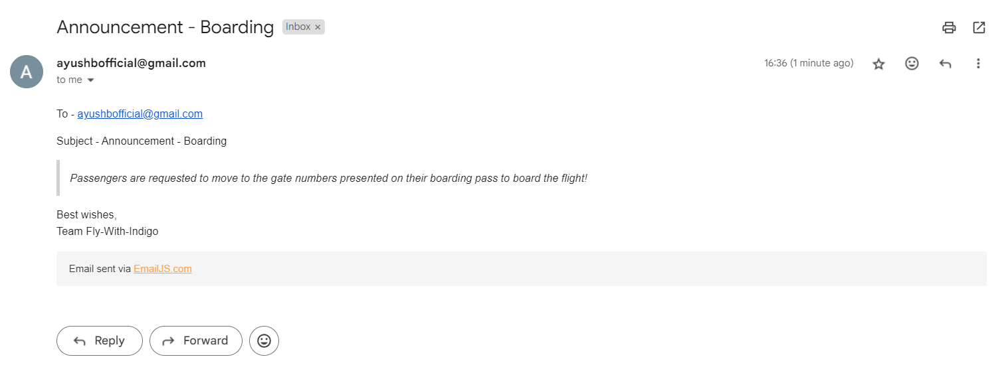 Announcement - Boarding Inbox ×
A
ayushbofficial@gmail.com 16:36 (1 minute ago)
to me
To - ayushbofficial@gmail.com
Subject - Announcement - Boarding
Passengers are requested to move to the gate numbers presented on their boarding pass to board the flight!
Best wishes,
Team Fly-With-Indigo
Email sent via EmailJS.com
Reply Forward